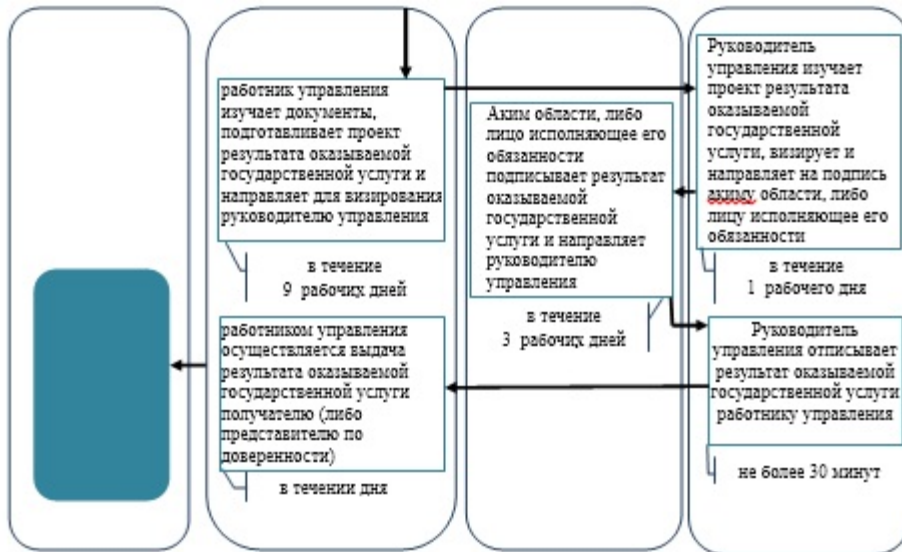 работник управления
изучает документы,
подготавливает проект
результата оказываемой
государственной услуги и
направляет для визирования
руководителю управления
в течение
9 рабочих дней
Руководитель
управления изучает
проект результата
оказываемой
государственной
услуги, визирует и
направляет на подпись
акиму области, либо
лицу исполняющее его
обязанности
в течение
1 рабочего дня
Аким области, либо
лицо исполняющее его
обязанности
подписывает результат
оказываемой
государственной
услуги и направляет
руководителю
управления
в течение
3 рабочих дней
Руководитель
управления отписывает
результат оказываемой
государственной услуги
работнику управления
не более 30 минут
работником управления
осуществляется выдача
результата оказываемой
государственной услуги
получателю (либо
представителю по
доверенности)
в течении дня